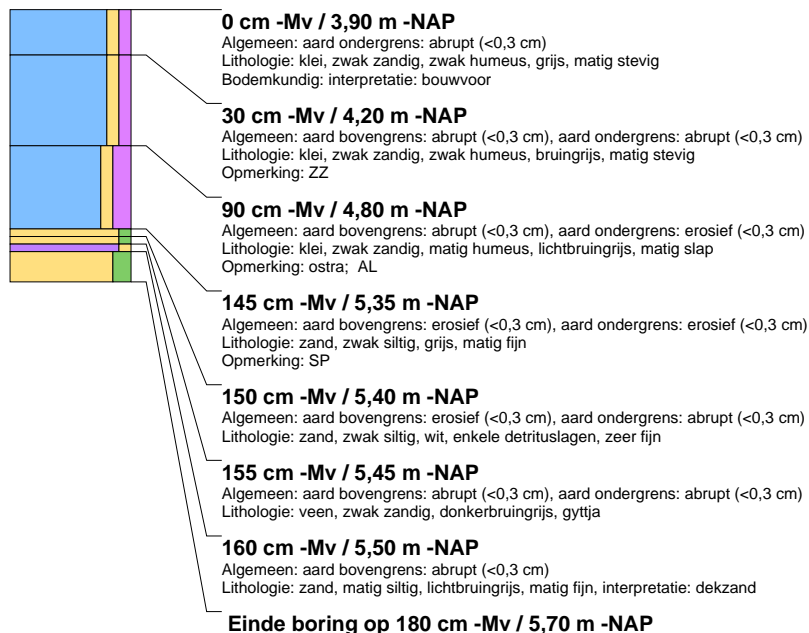 0 cm -Mv / 3,90 m -NAP
Algemeen: aard ondergrens: abrupt (<0,3 cm)
Lithologie: klei, zwak zandig, zwak humeus, grijs, matig stevig
Bodemkundig: interpretatie: bouwvoor
30 cm -Mv / 4,20 m -NAP
Algemeen: aard bovengrens: abrupt (<0,3 cm), aard ondergrens: abrupt (<0,3 cm)
Lithologie: klei, zwak zandig, zwak humeus, bruingrijs, matig stevig
Opmerking: ZZ
90 cm -Mv / 4,80 m -NAP
Algemeen: aard bovengrens: abrupt (<0,3 cm), aard ondergrens: erosief (<0,3 cm)
Lithologie: klei, zwak zandig, matig humeus, lichtbruingrijs, matig slap
Opmerking: ostra; AL
145 cm -Mv / 5,35 m -NAP
Algemeen: aard bovengrens: erosief (<0,3 cm), aard ondergrens: erosief (<0,3 cm)
Lithologie: zand, zwak siltig, grijs, matig fijn
Opmerking: SP
150 cm -Mv / 5,40 m -NAP
Algemeen: aard bovengrens: erosief (<0,3 cm), aard ondergrens: abrupt (<0,3 cm)
Lithologie: zand, zwak siltig, wit, enkele detrituslagen, zeer fijn
155 cm -Mv / 5,45 m -NAP
Algemeen: aard bovengrens: abrupt (<0,3 cm), aard ondergrens: abrupt (<0,3 cm)
Lithologie: veen, zwak zandig, donkerbruingrijs, gyttja
160 cm -Mv / 5,50 m -NAP
Algemeen: aard bovengrens: abrupt (<0,3 cm)
Lithologie: zand, matig siltig, lichtbruingrijs, matig fijn, interpretatie: dekzand
Einde boring op 180 cm -Mv / 5,70 m -NAP